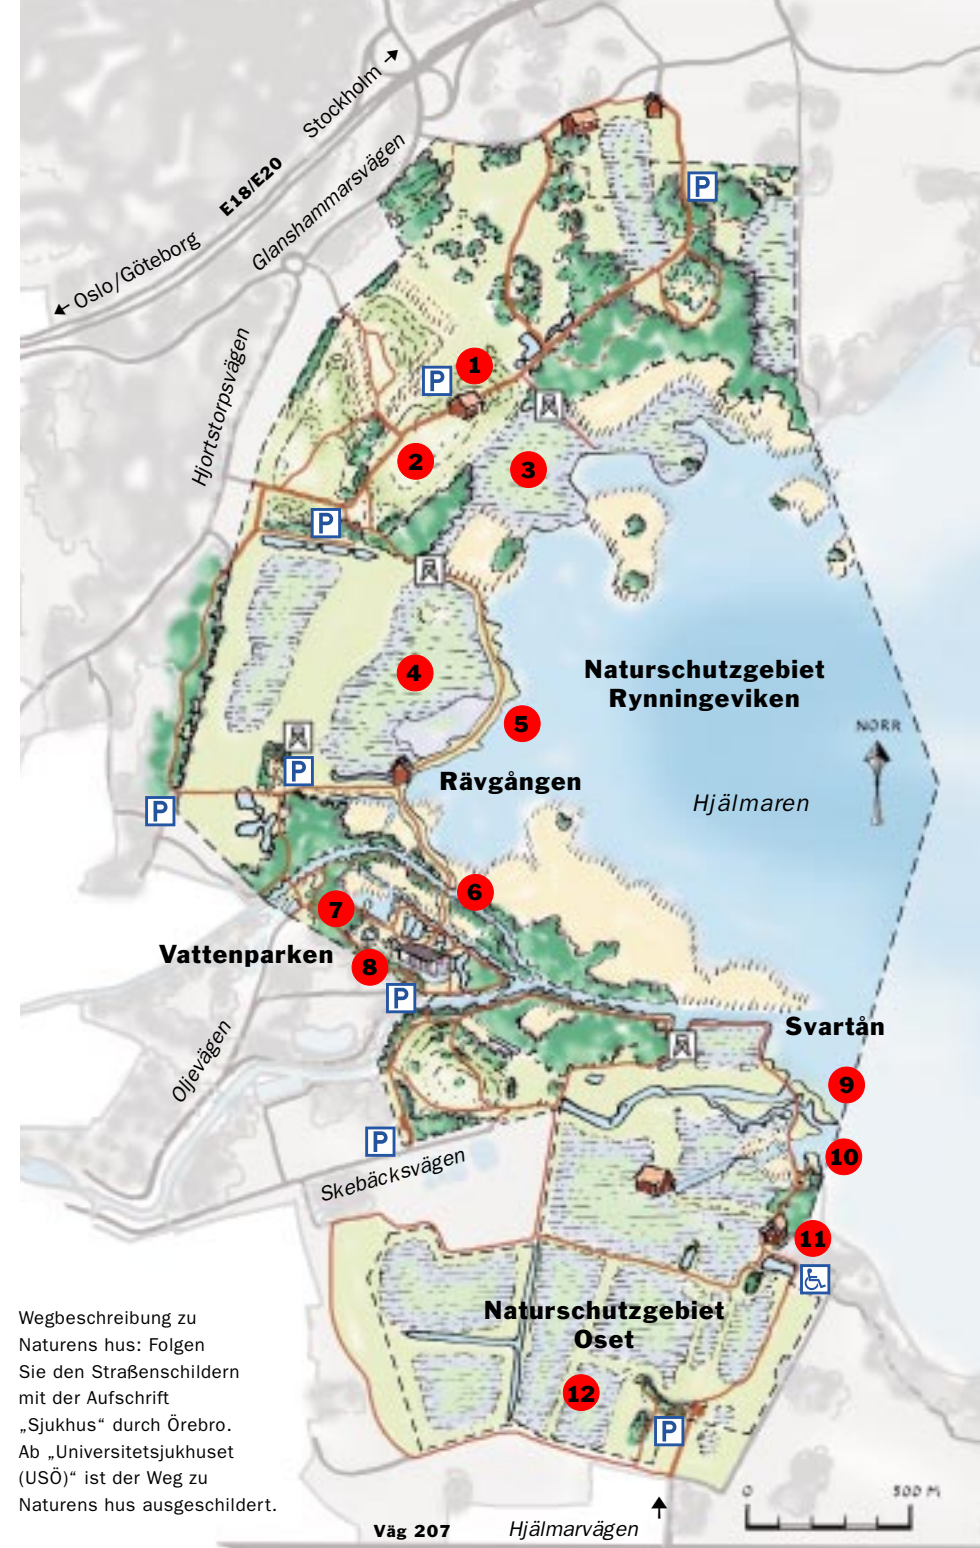 Stockholm
E18/E20
Glanshammarsvägen
Oslo/Göteborg
Hjortstorpsvägen
P
P
1
2
3
P
4
5
Naturschutzgebiet
Rynningeviken
NORR
Rävgången
Hjälmaren
P
P
6
7
Vattenparken
8
P
Svartån
Oljevägen
9
P
10
Skebäcksvägen
11
Naturschutzgebiet
Oset
12
P
Wegbeschreibung zu
Naturens hus: Folgen
Sie den Straßenschildern
mit der Aufschrift
„Sjukhus“ durch Örebro.
Ab „Universitetsjukhuset
(USÖ)“ ist der Weg zu
Naturens hus ausgeschildert.
0 500 M
Väg 207
Hjälmarvägen